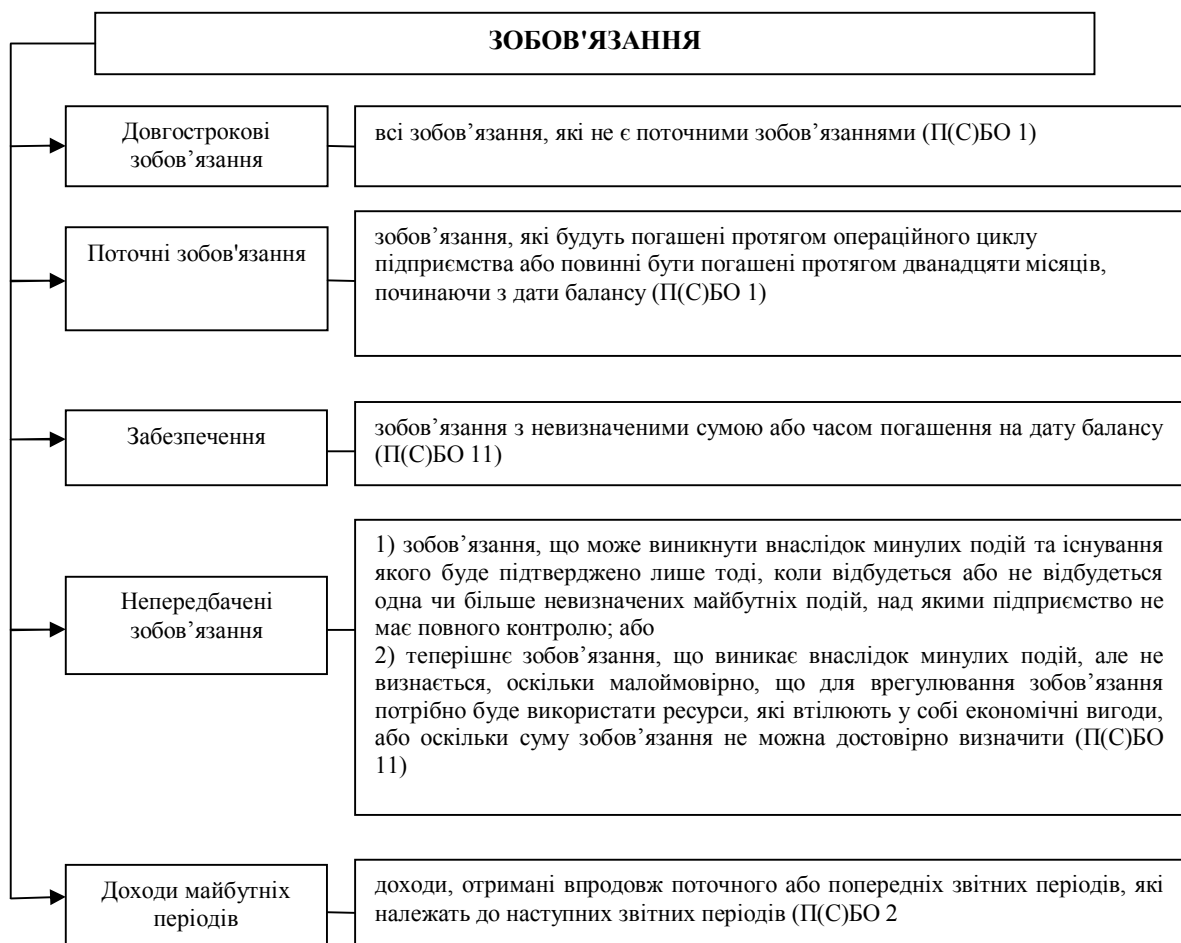 ЗОБОВ'ЯЗАННЯ
Довгострокові
зобов’язання
всі зобов’язання, які не є поточними зобов’язаннями (П(С)БО 1)
Поточні зобов'язання
зобов’язання, які будуть погашені протягом операційного циклу
підприємства або повинні бути погашені протягом дванадцяти місяців,
починаючи з дати балансу (П(С)БО 1)
Забезпечення
зобов’язання з невизначеними сумою або часом погашення на дату балансу
(П(С)БО 11)
Непередбачені
зобов’язання
1) зобов’язання, що може виникнути внаслідок минулих подій та існування
якого буде підтверджено лише тоді, коли відбудеться або не відбудеться
одна чи більше невизначених майбутніх подій, над якими підприємство не
має повного контролю; або
2) теперішнє зобов’язання, що виникає внаслідок минулих подій, але не
визнається, оскільки малоймовірно, що для врегулювання зобов’язання
потрібно буде використати ресурси, які втілюють у собі економічні вигоди,
або оскільки суму зобов’язання не можна достовірно визначити (П(С)БО
11)
Доходи майбутніх
періодів
доходи, отримані впродовж поточного або попередніх звітних періодів, які
належать до наступних звітних періодів (П(С)БО 2